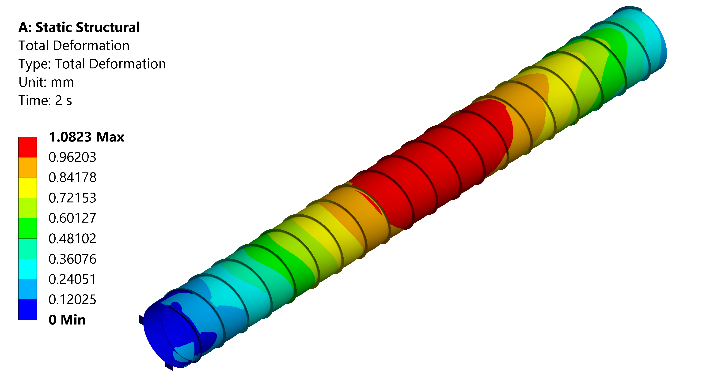 A: Static Structural
Total Deformation
Type: Total Deformation
Unit: mm
Time: 2 s
1.0823 Max
0.96203
0.84178
0.72153
0.60127
0.48102
0.36076
0.24051
0.12025
0 Min